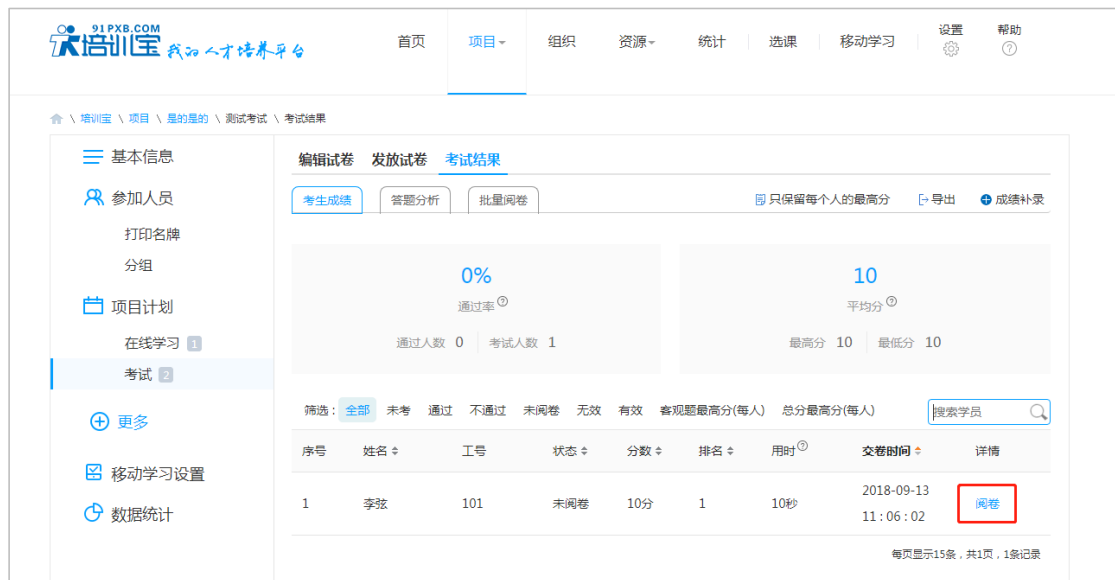 91PXB.COM
培训宝 我的人才培养平台
首页 项目 组织 资源 统计 选课 移动学习 设置 帮助
\ 培训宝 \ 项目 \ 是的是的 \ 测试考试 \ 考试结果
基本信息
参加人员
打印名牌
分组
项目计划
在线学习 1
考试 2
更多
移动学习设置
数据统计
编辑试卷 发放试卷 考试结果
考生成绩 答题分析 批量阅卷 只保留每个人的最高分 导出 成绩补录
0%
通过率
通过人数 0 考试人数 1
10
平均分
最高分 10 最低分 10
筛选: 全部 未考 通过 不通过 未阅卷 无效 有效 客观题最高分(每人) 总分最高分(每人) 搜索学员
序号 姓名 工号 状态 分数 排名 用时 交卷时间 详情
1 李弦 101 未阅卷 10分 1 10秒 2018-09-13 阅卷
11:06:02
每页显示15条，共1页，1条记录